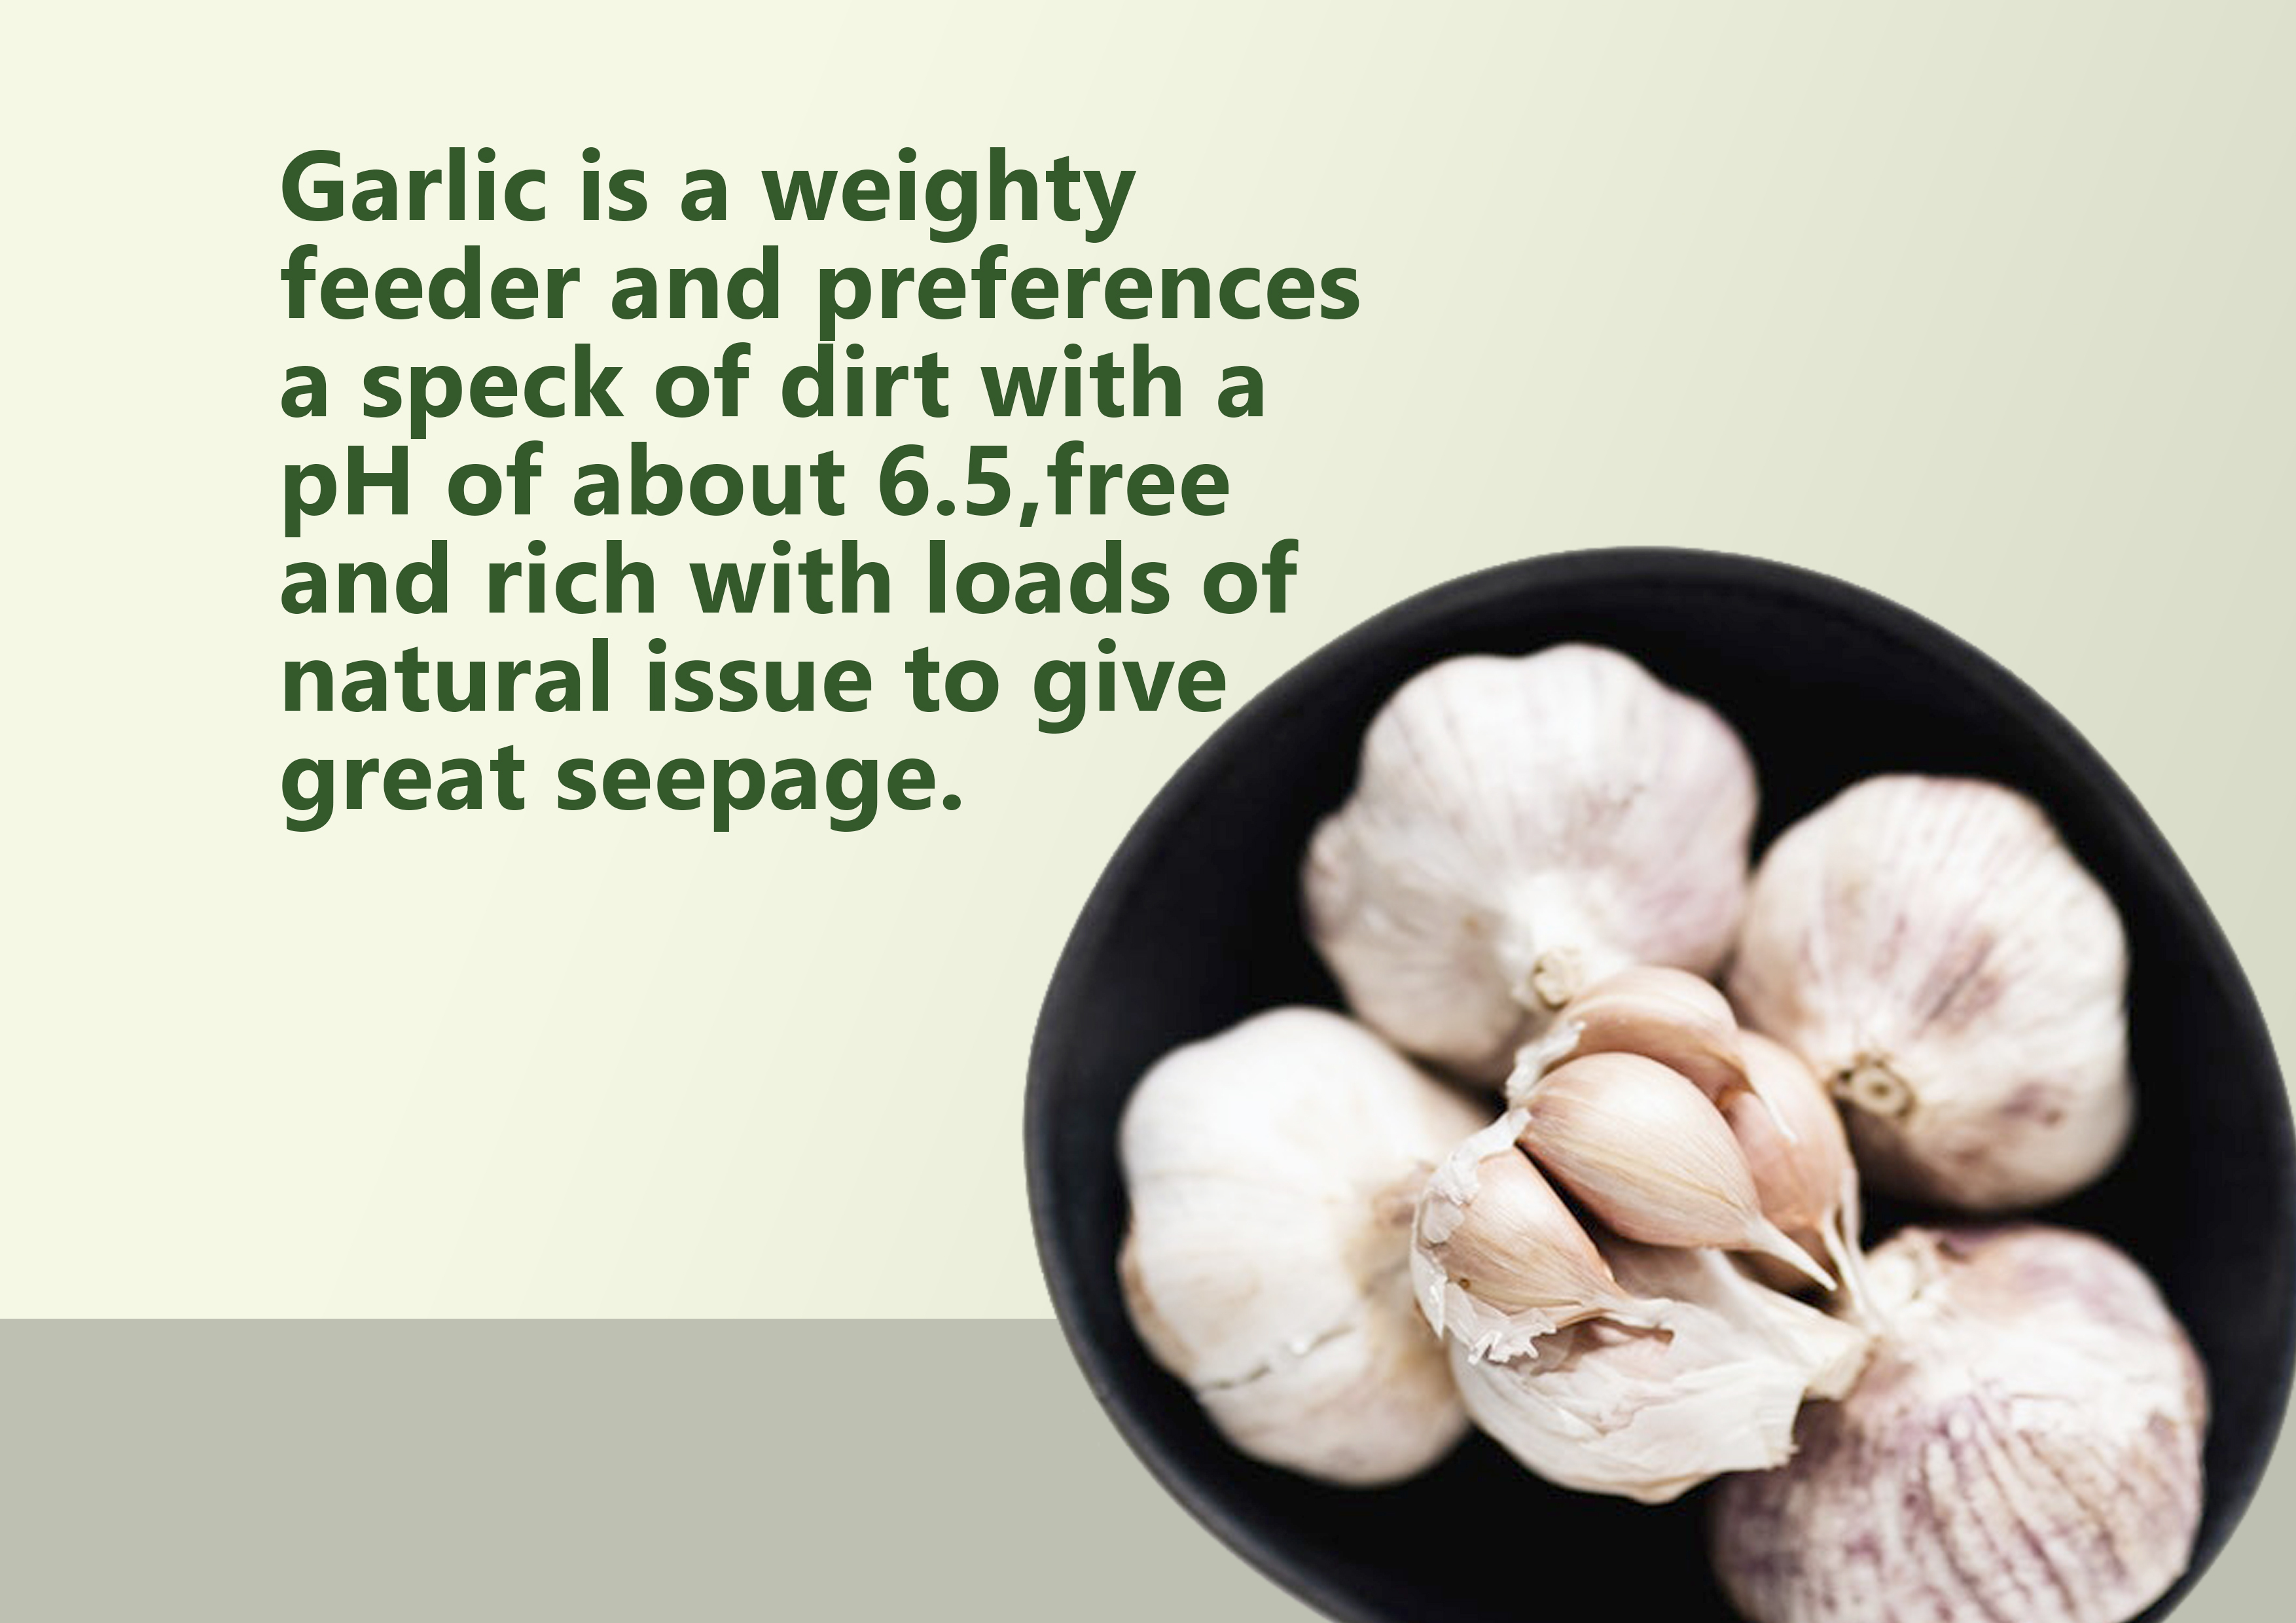 Garlic is a weighty
feeder and preferences
a speck of dirt with a
pH of about 6.5,free
and rich with loads of
natural issue to give
great seepage.